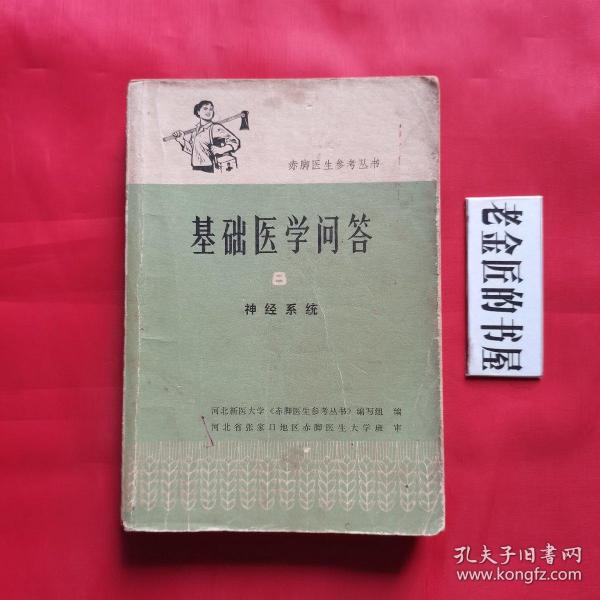 赤脚医生参考丛书
基础医学问答
二
神经系统
河北新医大学《赤脚医生参考丛书》编写组 编
河北省张家口地区赤脚医生大学班 审
老金匠的书屋
孔夫子旧书网
www.kongfz.com